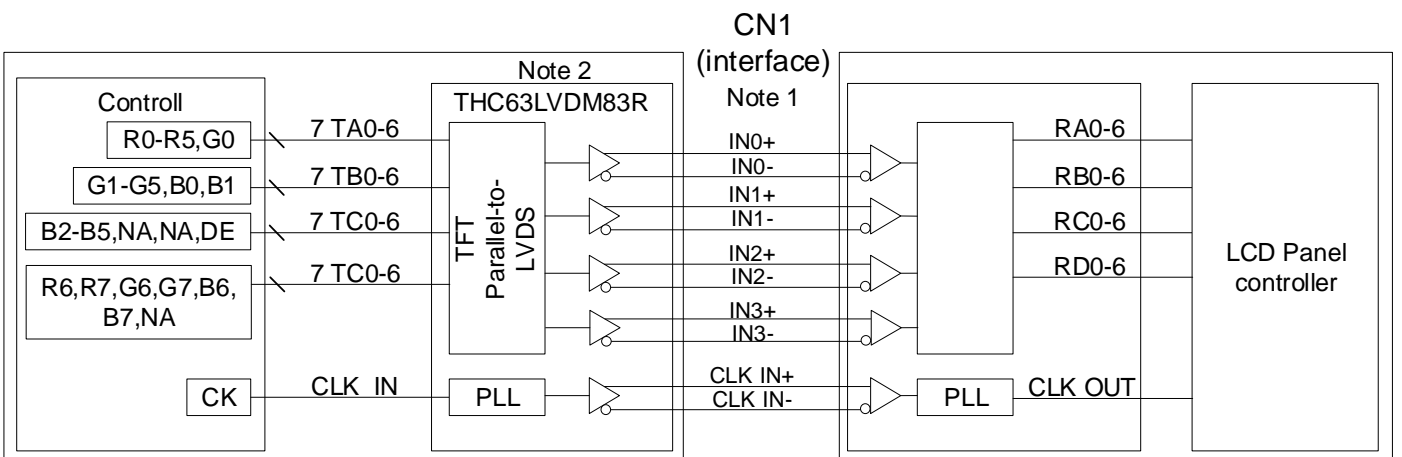 CN1
(interface)
Note 1
Note 2
THC63LVDM83R
Controll
R0-R5,G0
G1-G5,B0,B1
B2-B5,NA,NA,DE
R6,R7,G6,G7,B6,
B7,NA
CK
7 TA0-6
7 TB0-6
7 TC0-6
7 TC0-6
CLK IN
TFT
Parallel-to-
LVDS
PLL
IN0+
IN0-
IN1+
IN1-
IN2+
IN2-
IN3+
IN3-
CLK IN+
CLK IN-
PLL
RA0-6
RB0-6
RC0-6
RD0-6
CLK OUT
LCD Panel
controller